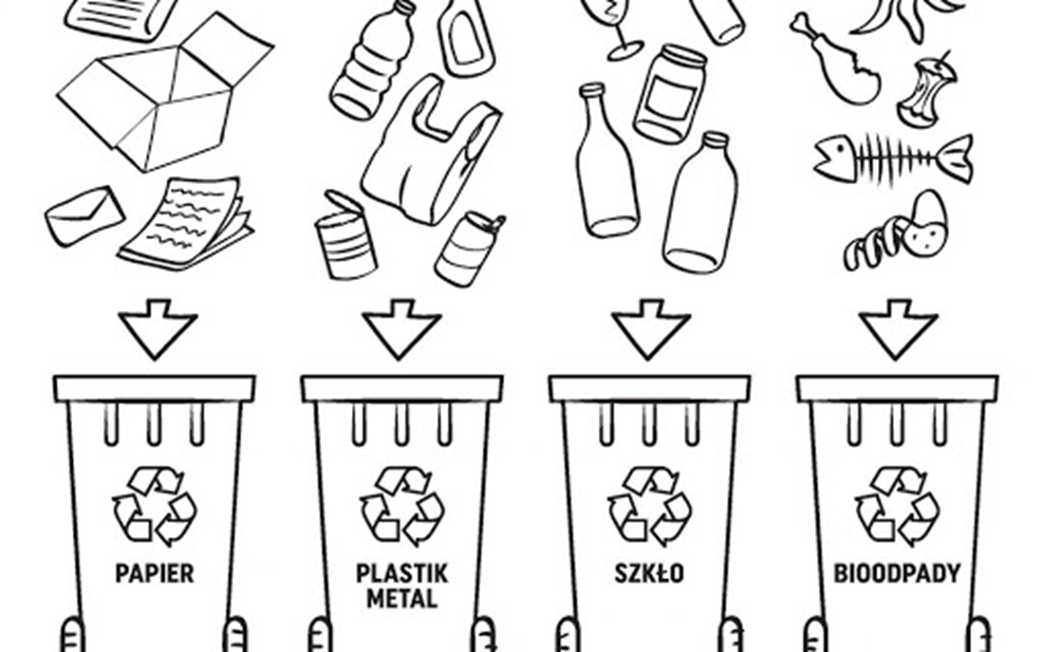 PAPIER
PLASTIK
METAL
SZKŁO
BIOODPADY